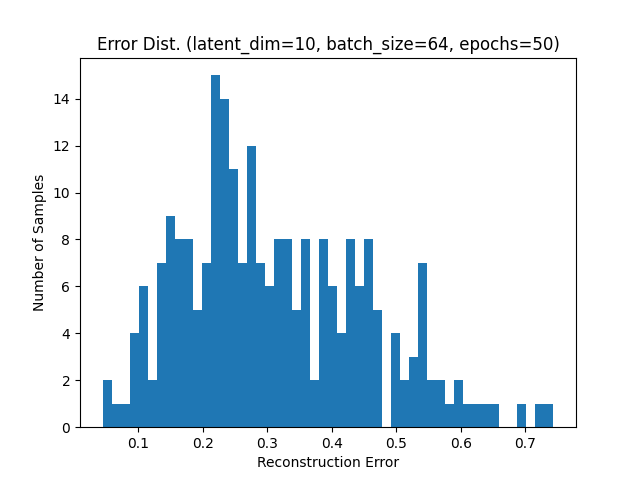 Error Dist. (latent_dim=10, batch_size=64, epochs=50)
14
12
10
8
6
4
2
0
Number of Samples
0.1 0.2 0.3 0.4 0.5 0.6 0.7
Reconstruction Error